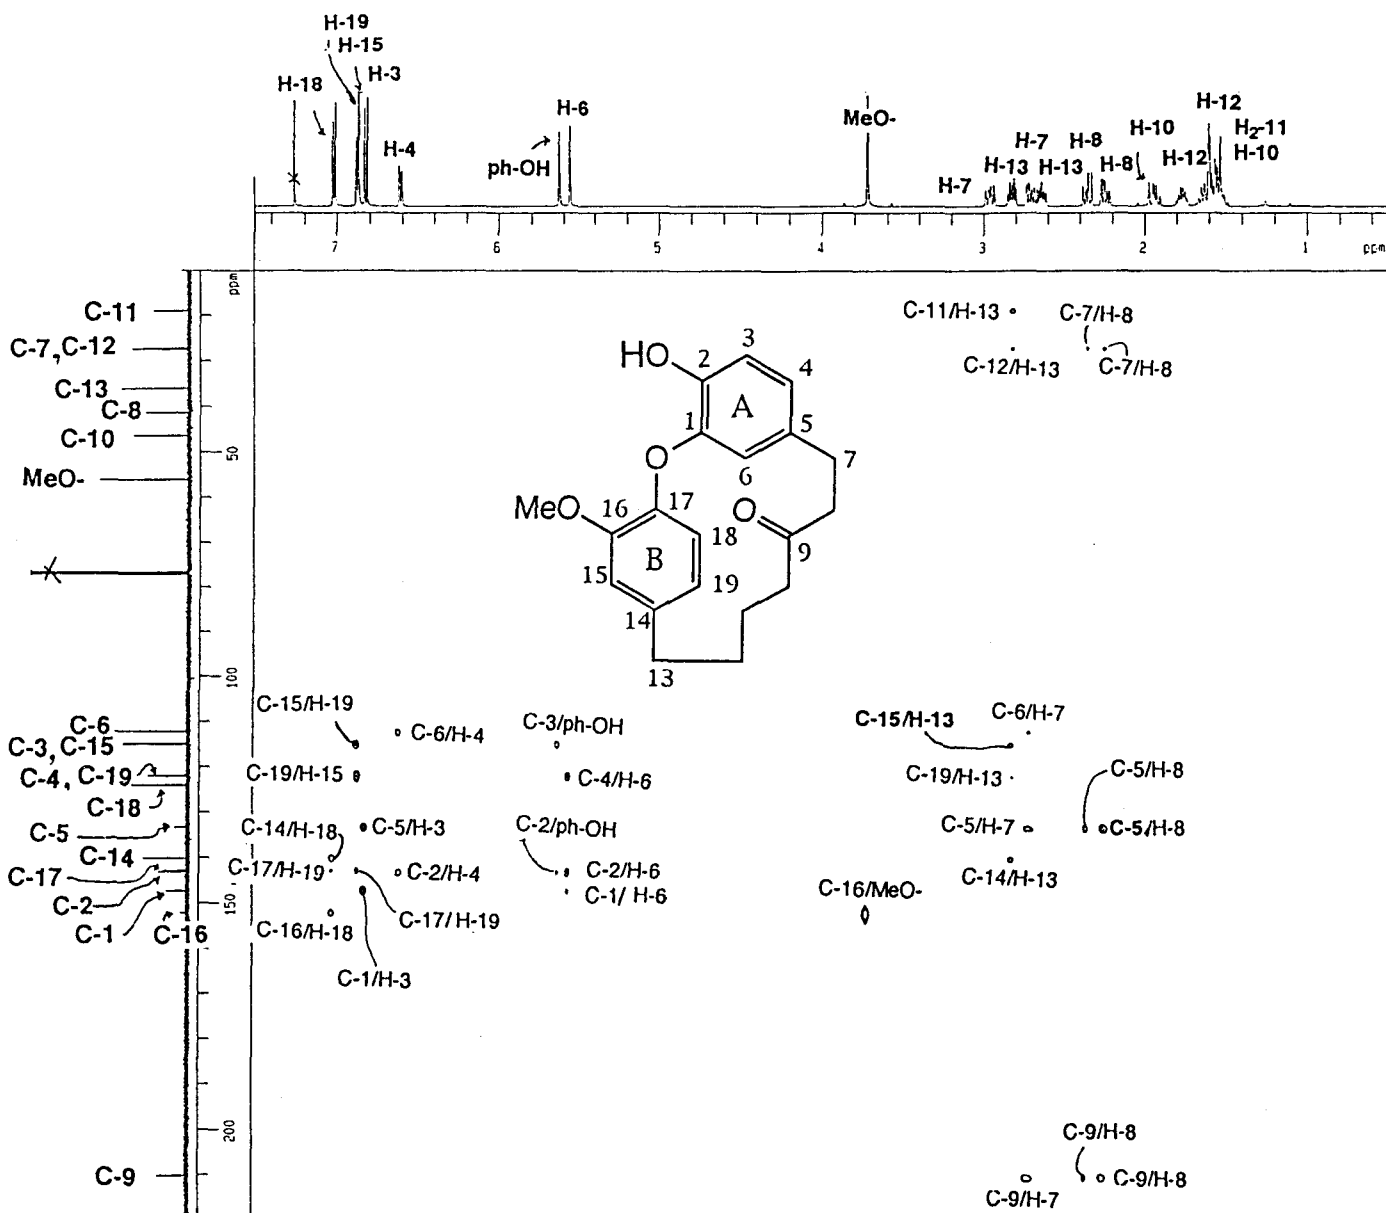 H-19
H-15
H-3
H-18
H-4
H-6
ph-OH
MeO-
H-7 H-8 H-10 H-12
H-13 H-13 H-8 H-12 H₂-11
H-7 H-10
7 6 5 4 3 2 1 ppm
ppm
C-11
C-7, C-12
C-13
C-8
C-10
MeO-
50
C-11/H-13 C-7/H-8
C-12/H-13 C-7/H-8
HO 2 3 4
A
1 5
O 6 7
MeO 16 17 O
18 9
B
15 19
14
13
100
C-6
C-3, C-15
C-4, C-19
C-18
C-5
C-14
C-17
C-2
C-1 C-16
150
C-15/H-19 C-6/H-4 C-3/ph-OH C-15/H-13 C-6/H-7
C-19/H-15 C-4/H-6 C-19/H-13 C-5/H-8
C-14/H-18 C-5/H-3 C-2/ph-OH C-5/H-7 C-5/H-8
C-17/H-19 C-2/H-4 C-2/H-6 C-14/H-13
C-1/ H-6 C-16/MeO-
C-16/H-18 C-17/ H-19
C-1/H-3
200
C-9
C-9/H-8
C-9/H-8
C-9/H-7